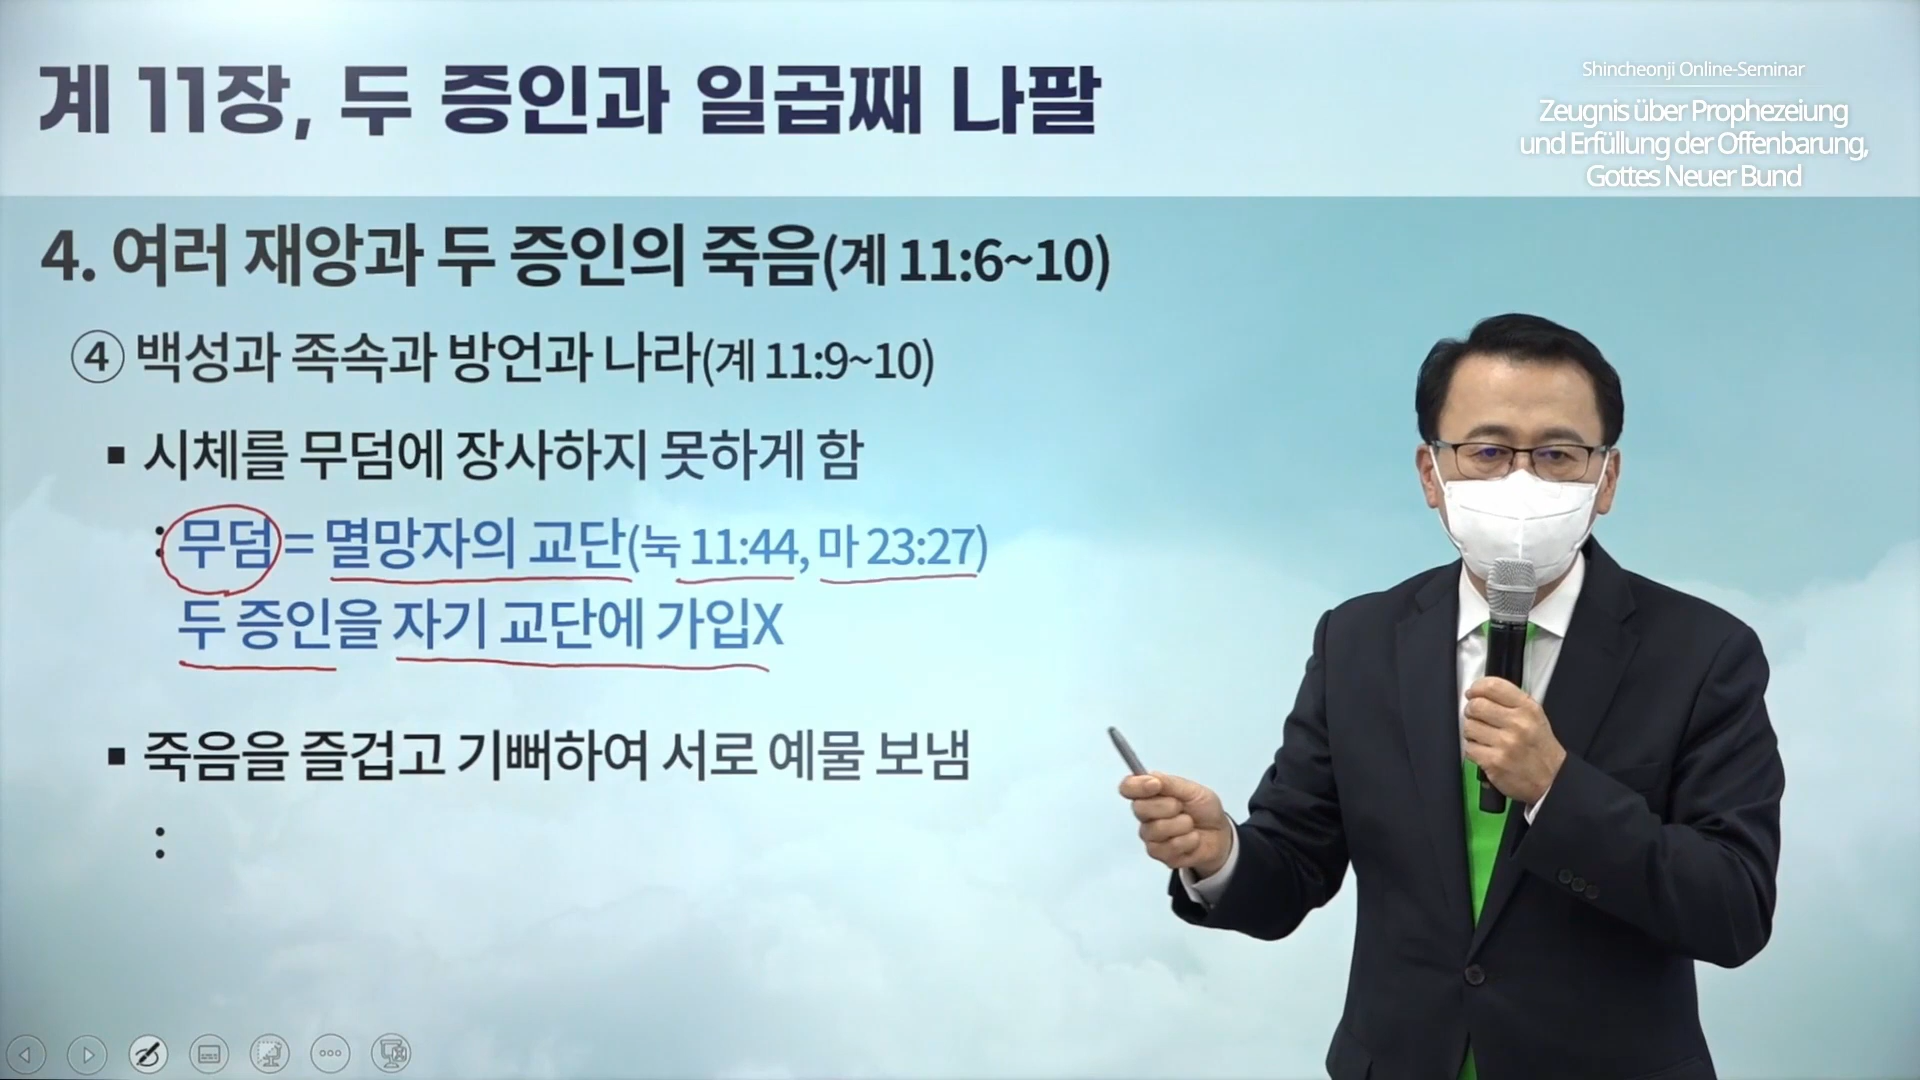 계 11장, 두 증인과 일곱째 나팔
Shincheonji Online-Seminar
Zeugnis über Prophezeiung
und Erfüllung der Offenbarung,
Gottes Neuer Bund
4. 여러 재앙과 두 증인의 죽음(계 11:6~10)
④ 백성과 족속과 방언과 나라(계 11:9~10)
▪ 시체를 무덤에 장사하지 못하게 함
: 무덤 = 멸망자의 교단(눅 11:44, 마 23:27)
두 증인을 자기 교단에 가입X
▪ 죽음을 즐겁고 기뻐하여 서로 예물 보냄
: